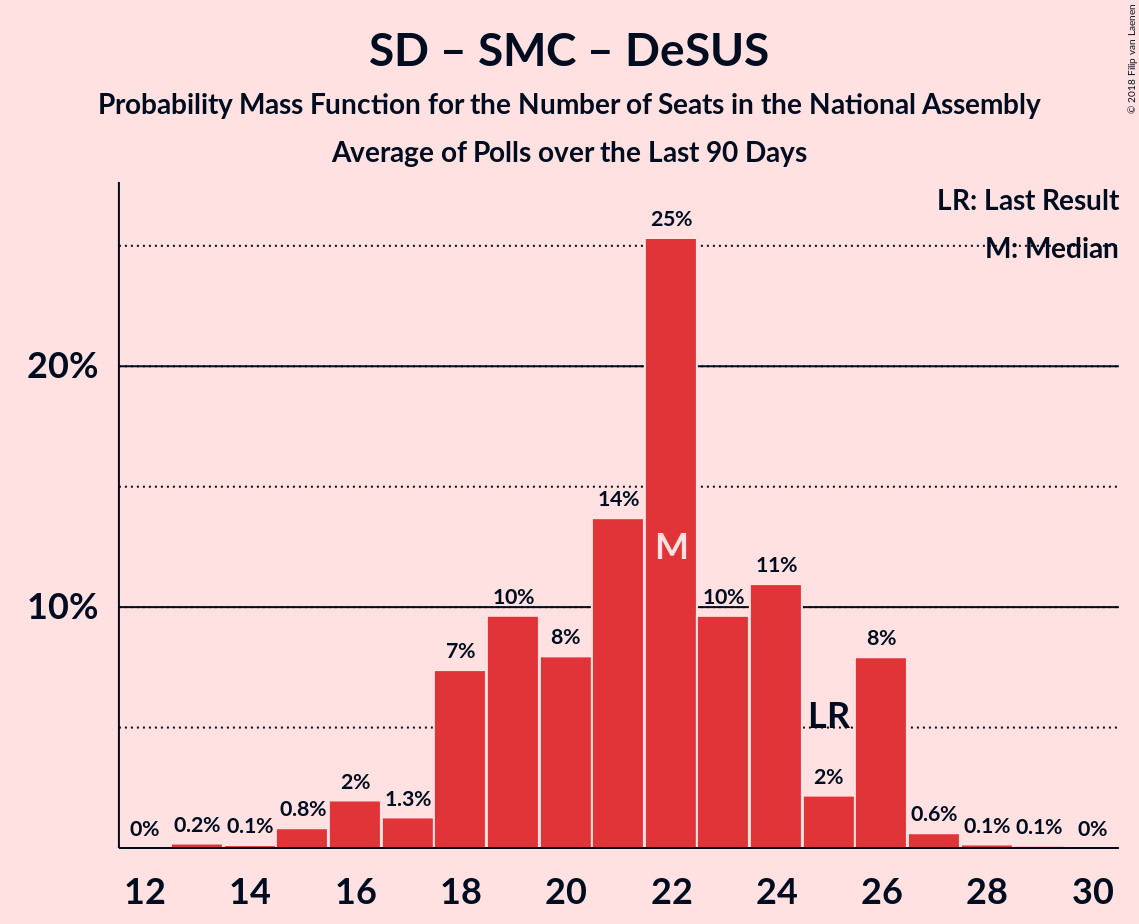 SD – SMC – DeSUS
Probability Mass Function for the Number of Seats in the National Assembly
Average of Polls over the Last 90 Days
© 2018 Filip van Laenen
LR: Last Result
M: Median
20%
10%
0%
0.2%
0.1%
0.8%
2%
1.3%
7%
10%
8%
14%
25%
M
10%
11%
LR
2%
8%
0.6%
0.1%
0.1%
0%
12 14 16 18 20 22 24 26 28 30